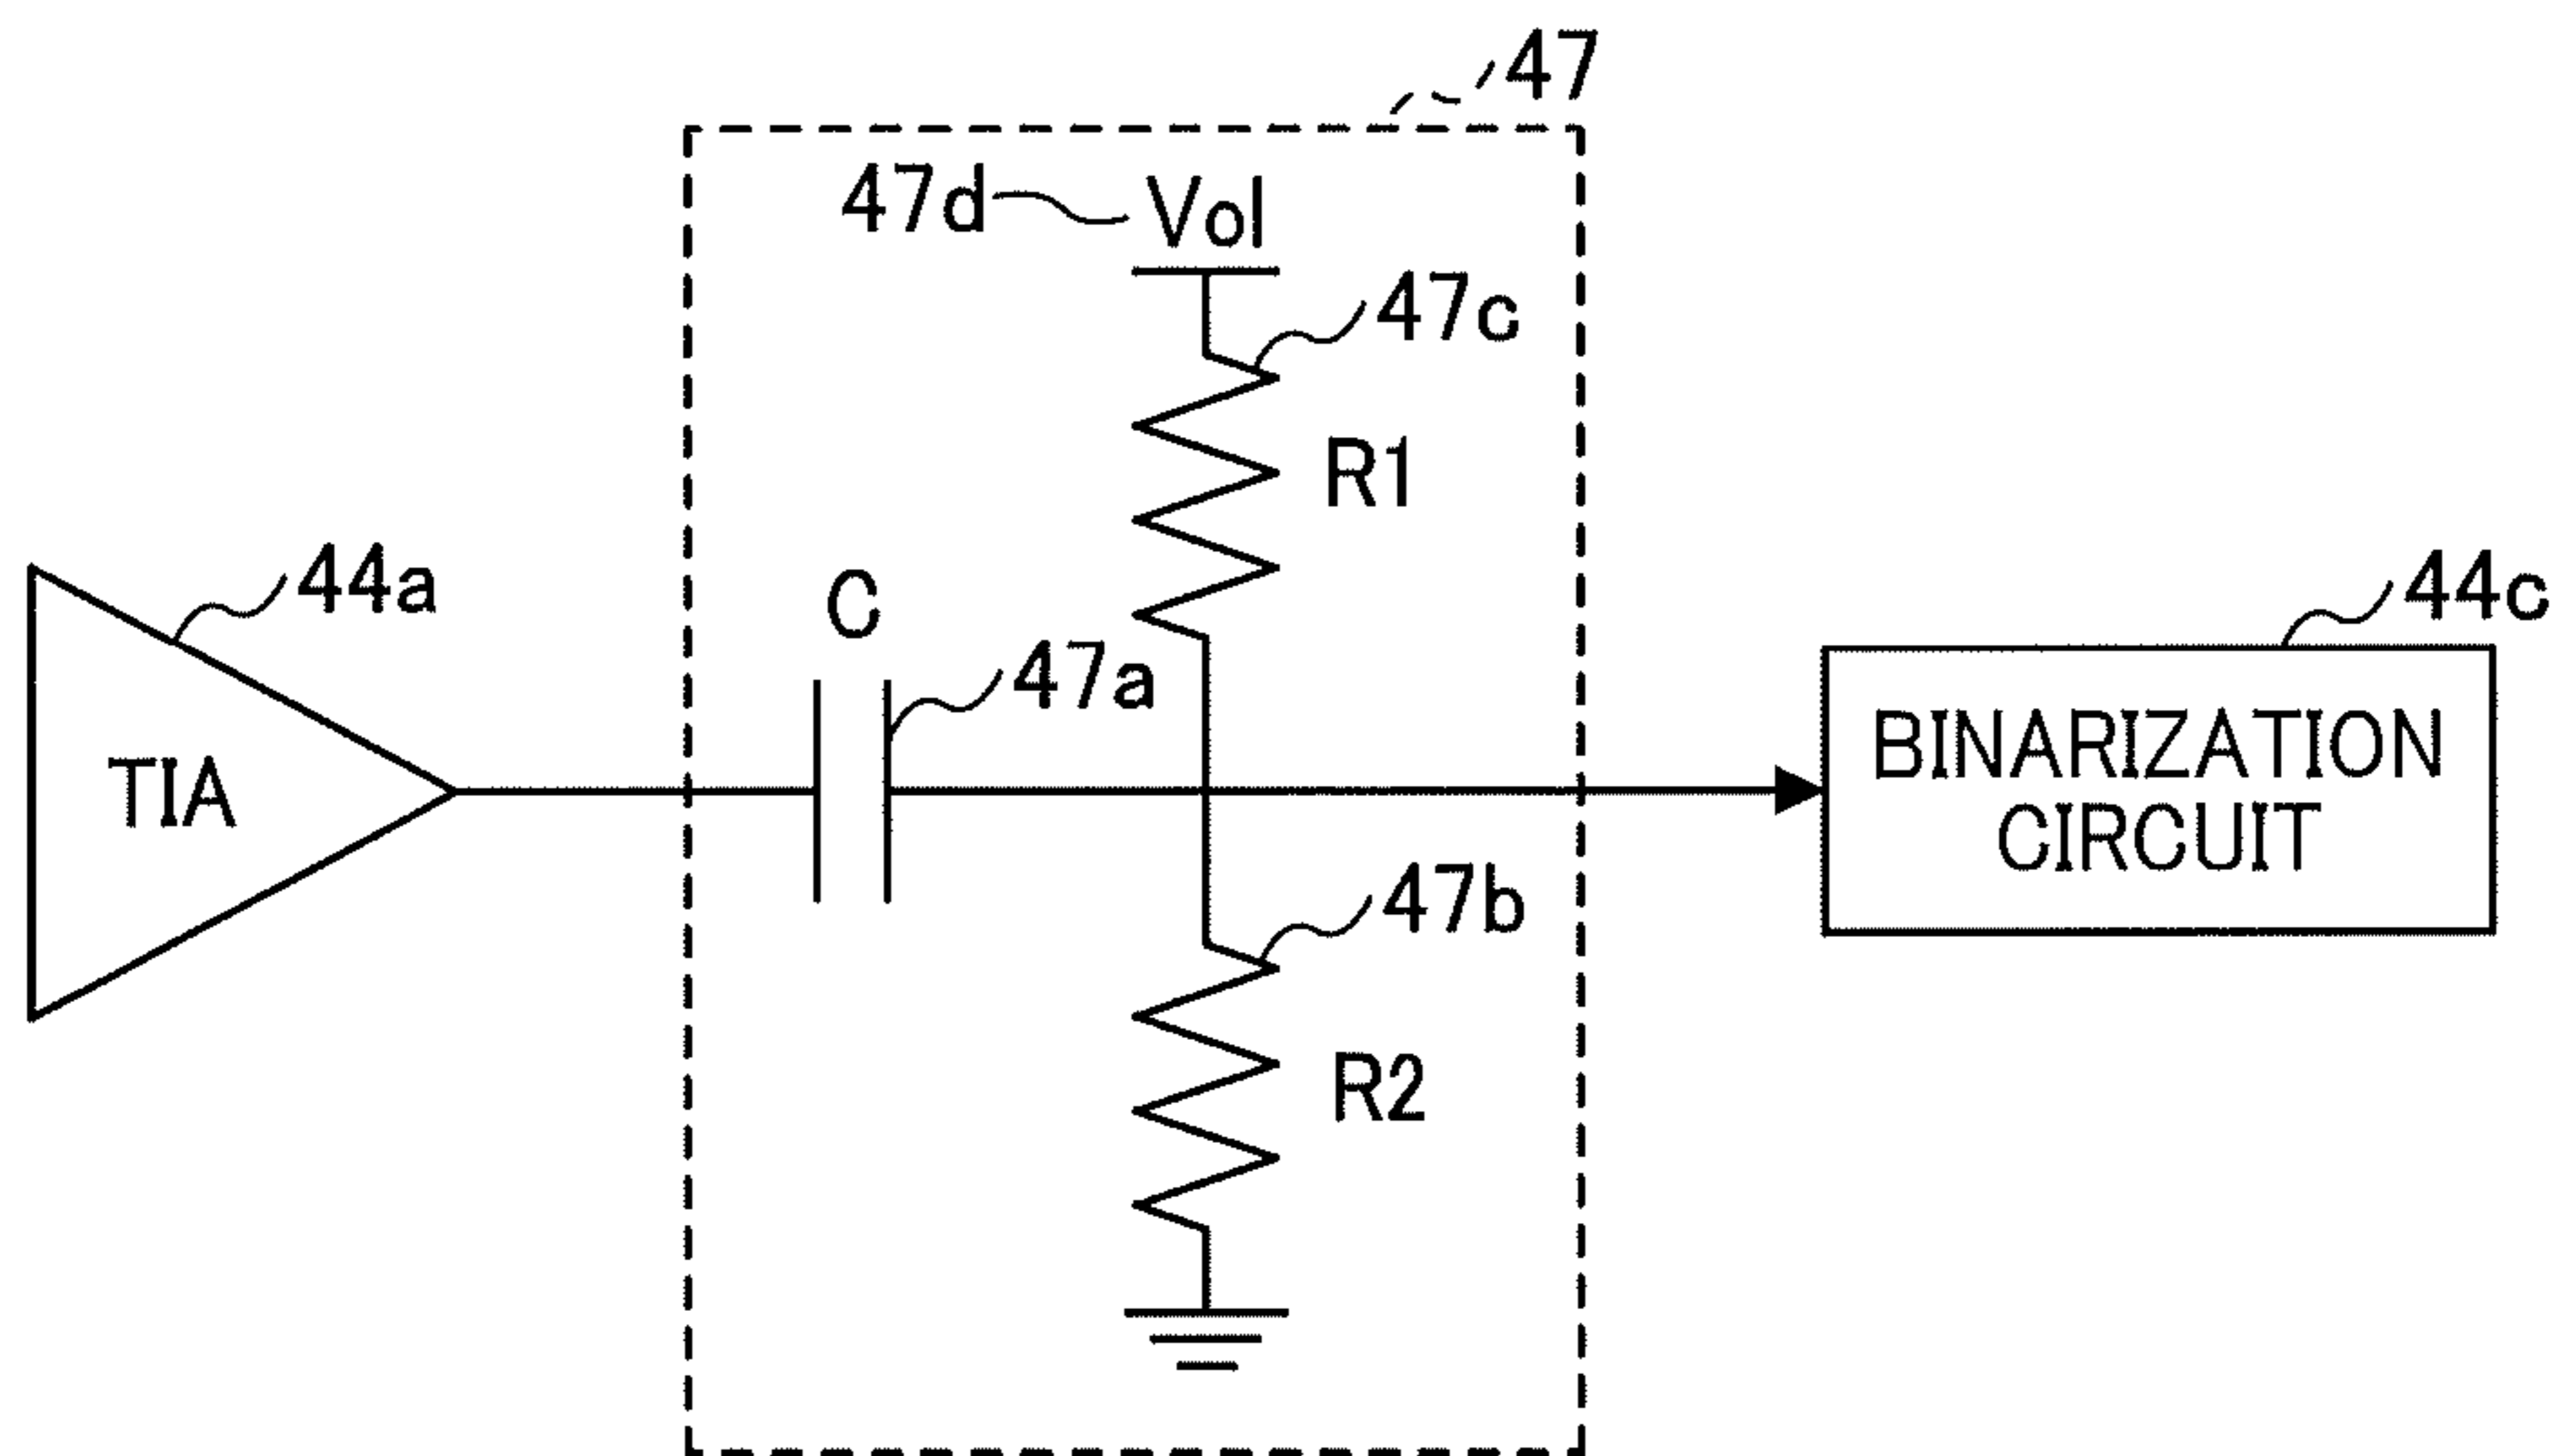 47
47d
Vol
47c
R1
44a
C
47a
44c
TIA
BINARIZATION
CIRCUIT
47b
R2